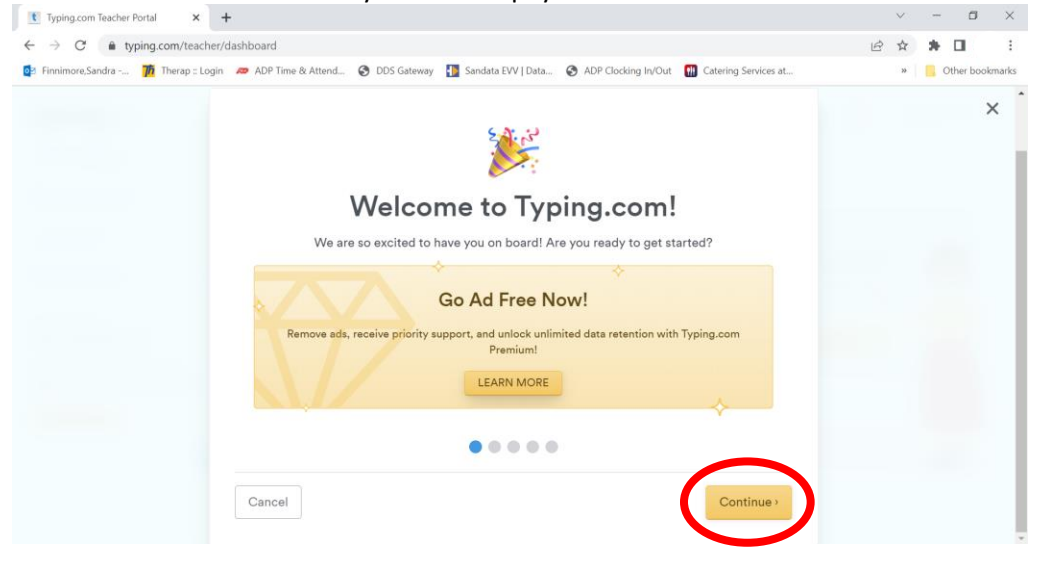 Typing.com Teacher Portal
typing.com/teacher/dashboard
Finnimore,Sandra -...
Therap :: Login
ADP Time & Attend...
DDS Gateway
Sandata EVV | Data...
ADP Clocking In/Out
Catering Services at...
»
Other bookmarks
Welcome to Typing.com!
We are so excited to have you on board! Are you ready to get started?
Go Ad Free Now!
Remove ads, receive priority support, and unlock unlimited data retention with Typing.com
Premium!
LEARN MORE
Cancel
Continue ›